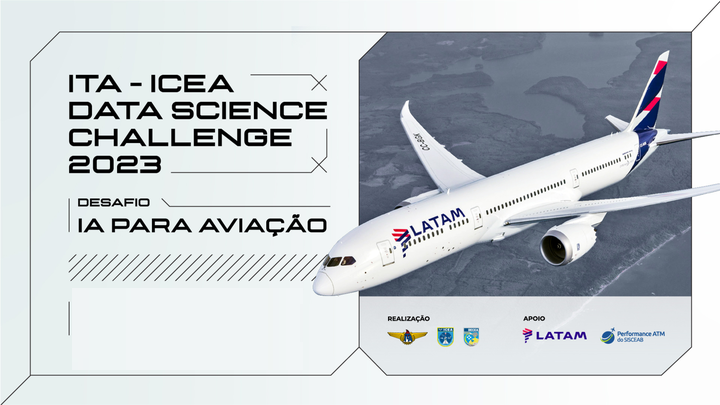 ITA - ICEA
DATA SCIENCE
CHALLENGE
2023
DESAFIO
IA PARA AVIAÇÃO
LATAM
REALIZAÇÃO
APOIO
LATAM
Performance ATM
do SISCEAB